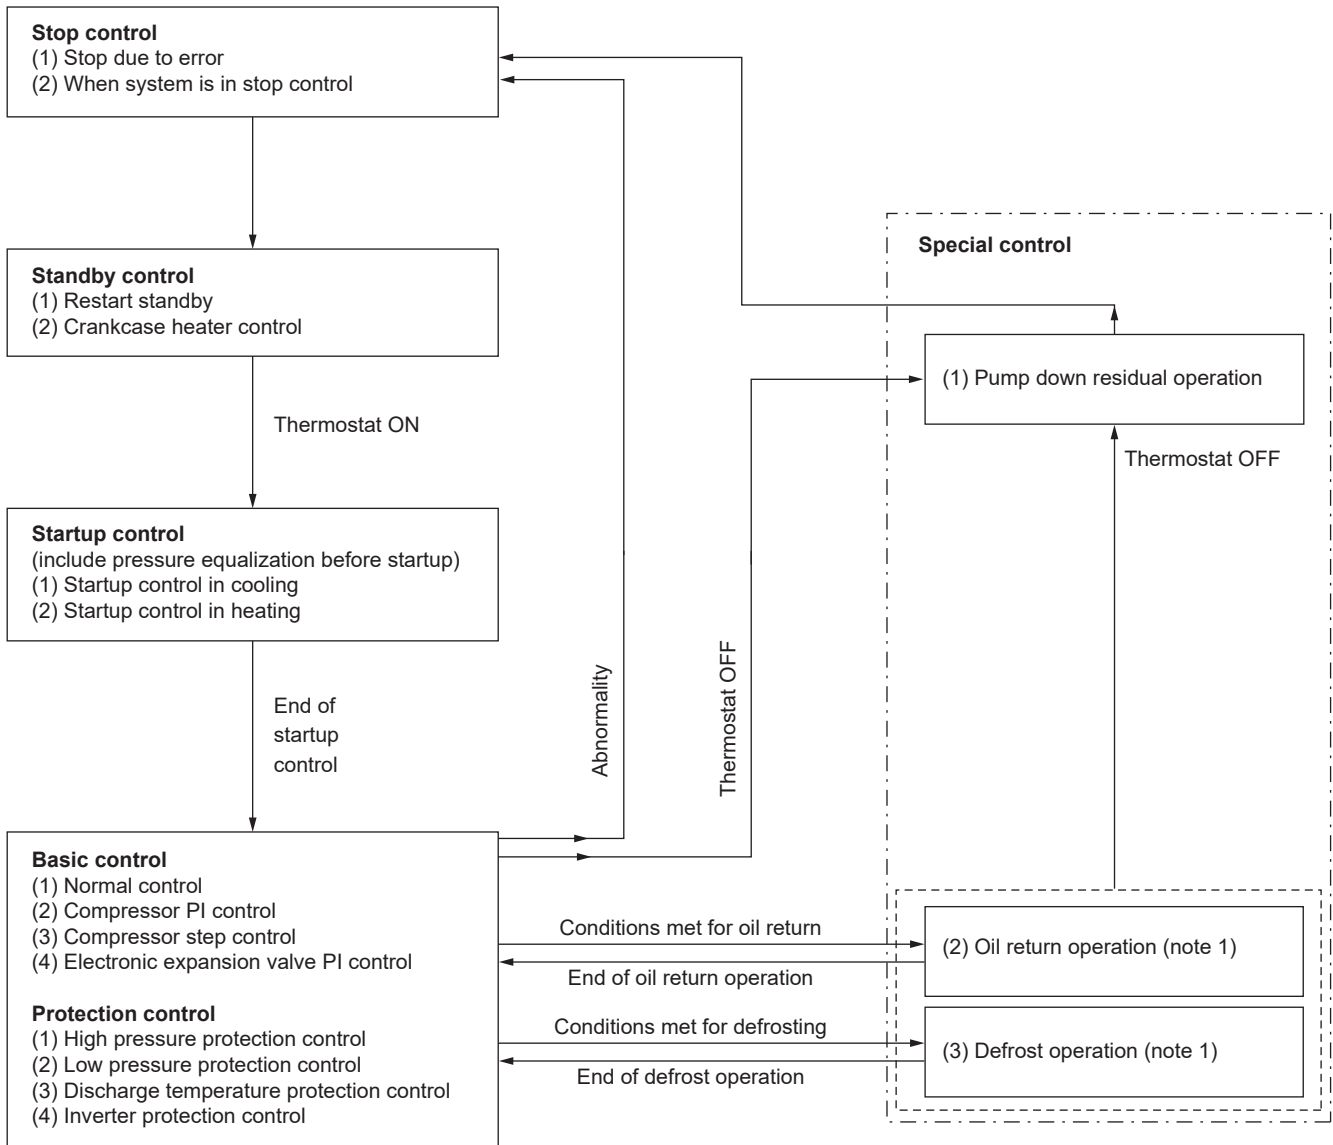 Stop control
(1) Stop due to error
(2) When system is in stop control
Standby control
(1) Restart standby
(2) Crankcase heater control
Thermostat ON
Startup control
(include pressure equalization before startup)
(1) Startup control in cooling
(2) Startup control in heating
End of
startup
control
Abnormality
Thermostat OFF
Basic control
(1) Normal control
(2) Compressor PI control
(3) Compressor step control
(4) Electronic expansion valve PI control
Protection control
(1) High pressure protection control
(2) Low pressure protection control
(3) Discharge temperature protection control
(4) Inverter protection control
Conditions met for oil return
End of oil return operation
Conditions met for defrosting
End of defrost operation
Special control
(1) Pump down residual operation
Thermostat OFF
(2) Oil return operation (note 1)
(3) Defrost operation (note 1)